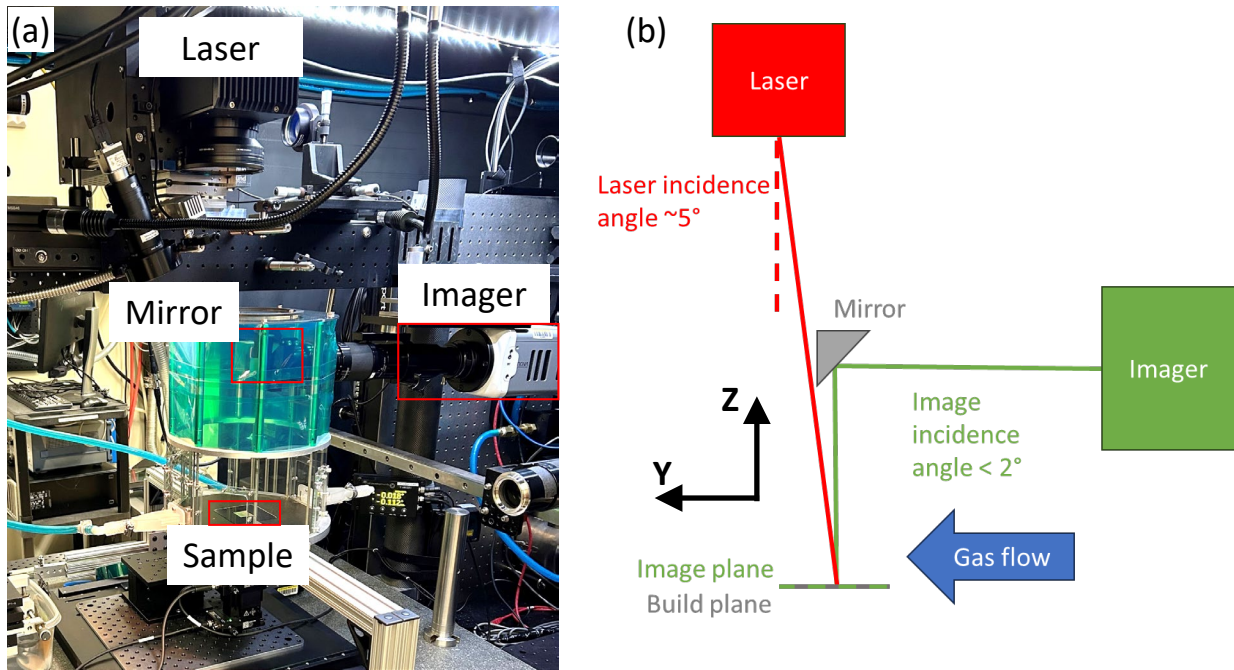 (a)
Laser
Mirror
Imager
Sample
(b)
Laser
Laser incidence
angle ~5°
Mirror
Imager
Image
incidence
angle < 2°
Z
Y
Gas flow
Image plane
Build plane